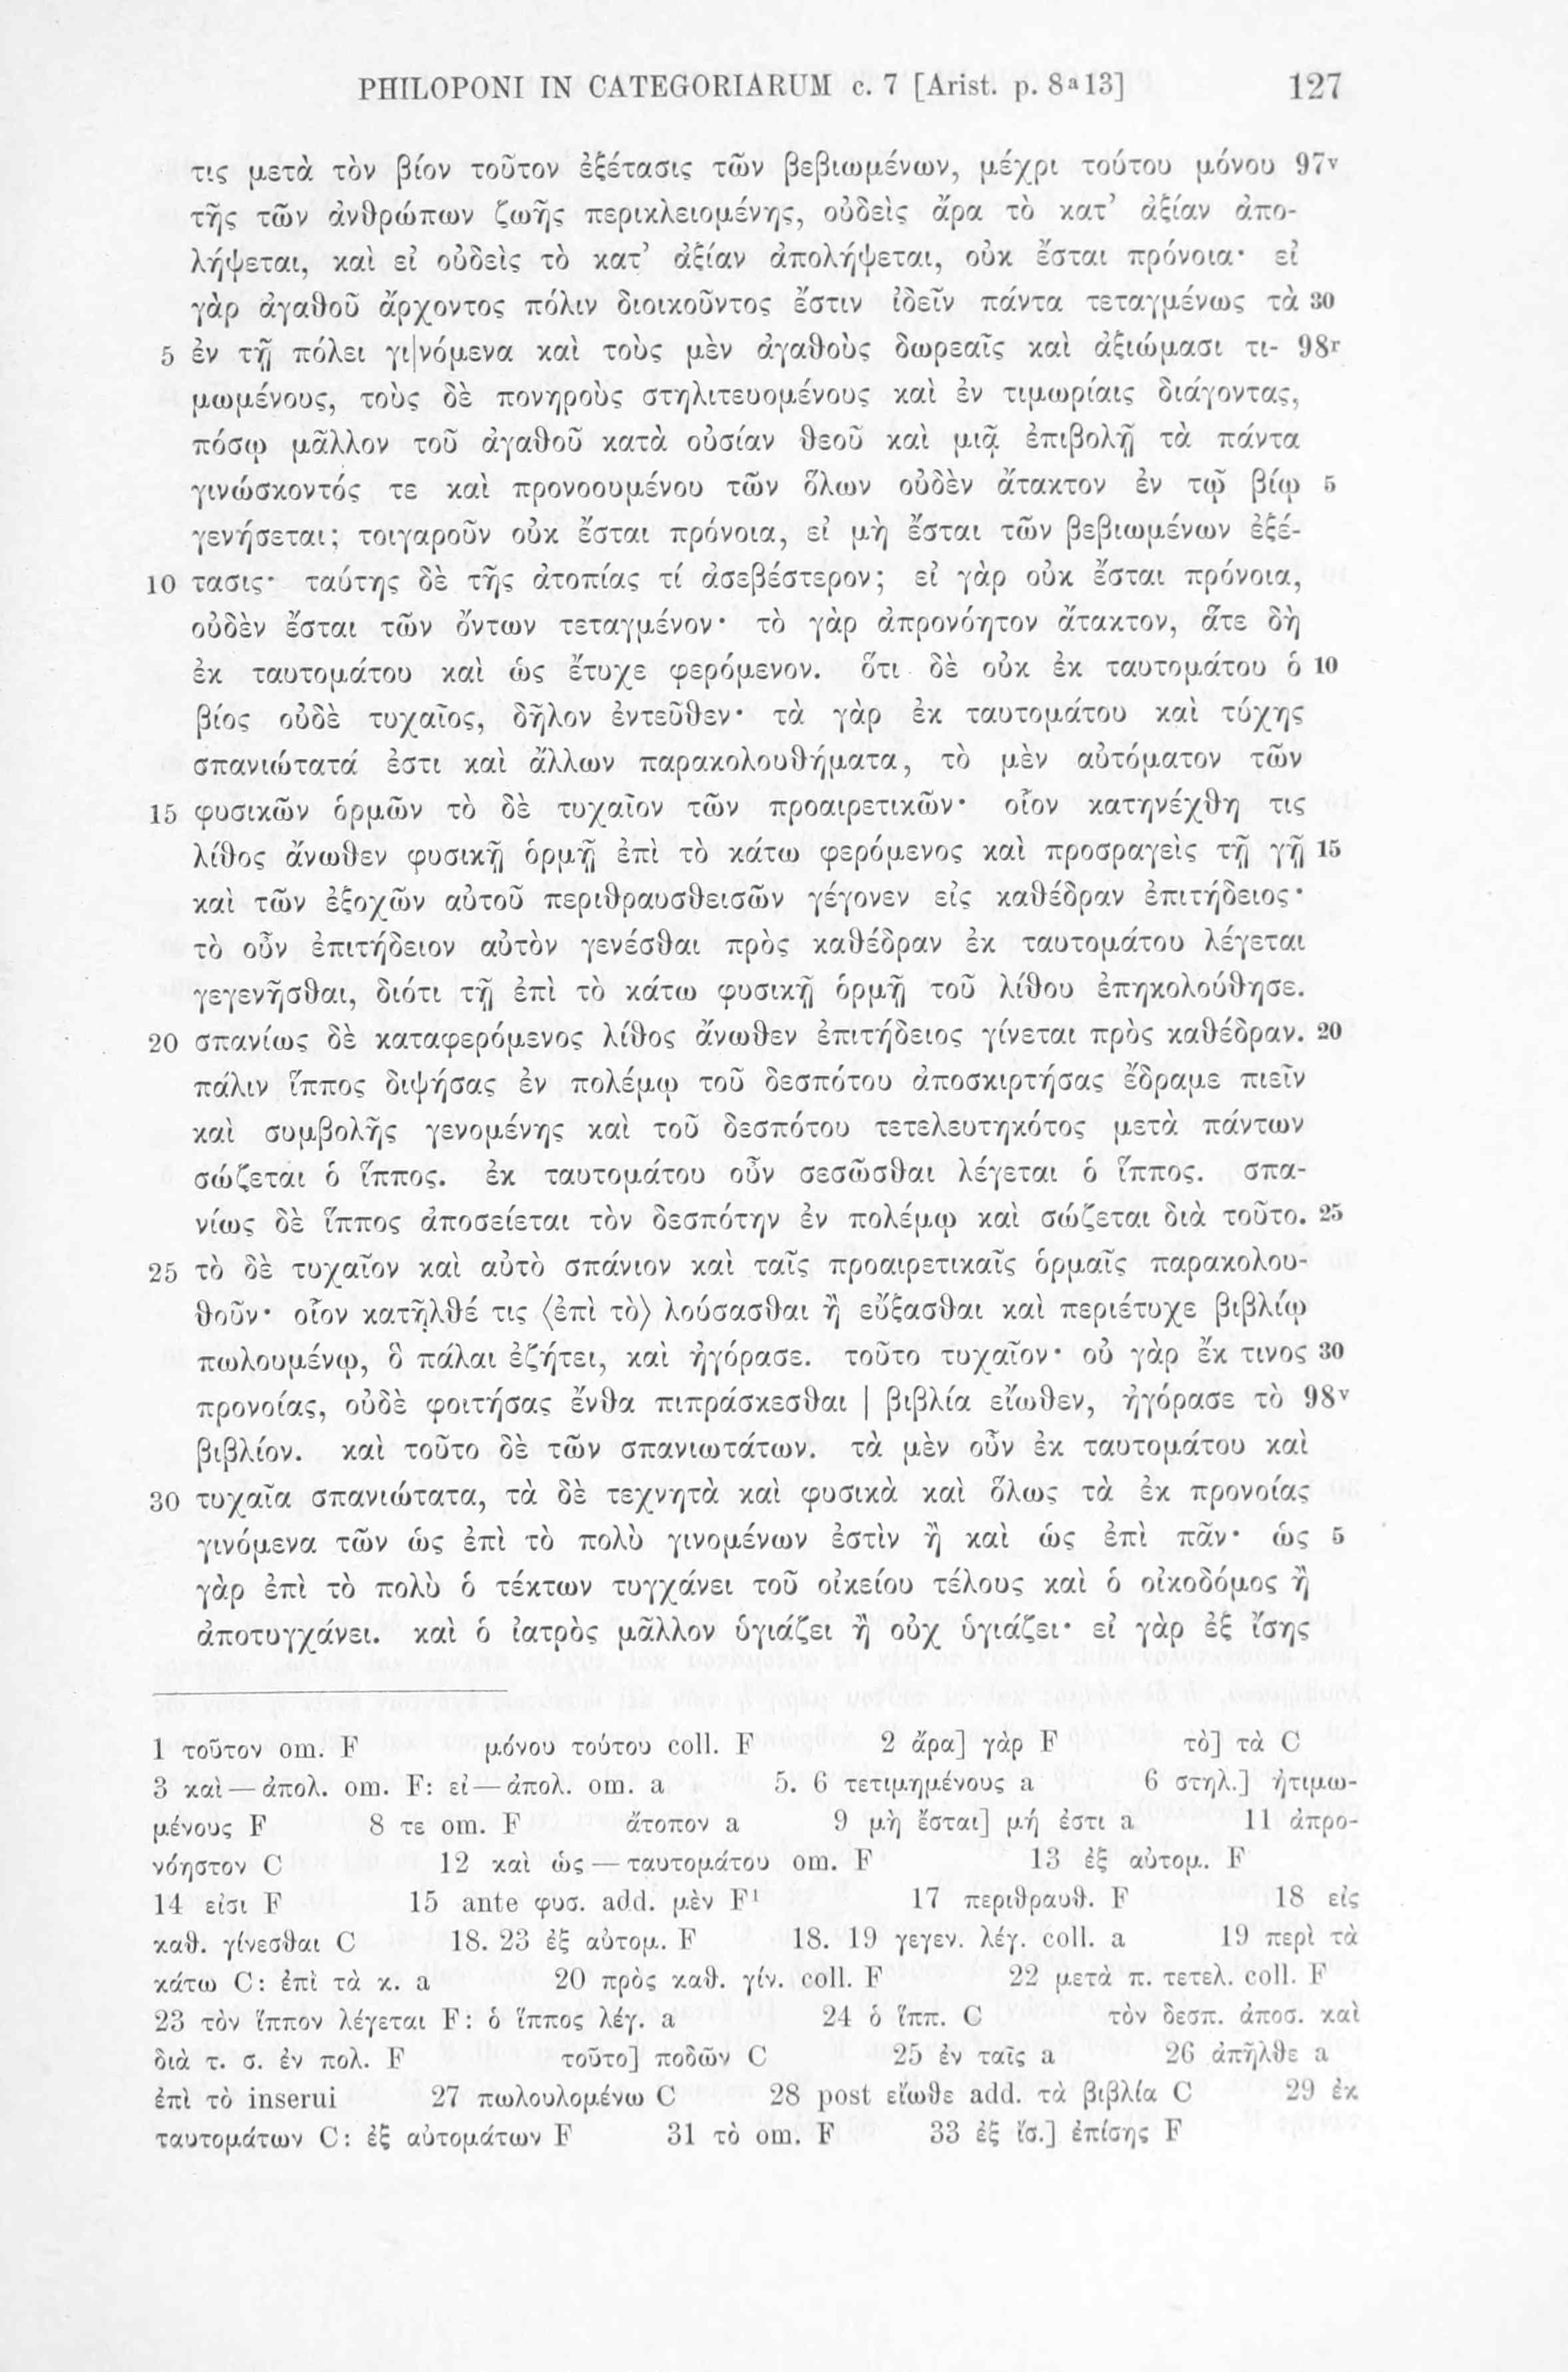 PHILOPONI IN CATEGORIARUM c. 7 [Arist. p. 8ª13] 127
τις μετὰ τὸν βίον τοῦτον ἐξέτασις τῶν βεβιωμένων, μέχρι τούτου μόνου 97ᵛ
τῆς τῶν ἀνθρώπων ζωῆς περικλειομένης, οὐδεὶς ἄρα τὸ κατ’ ἀξίαν ἀπο-
λήψεται, καὶ εἰ οὐδεὶς τὸ κατ’ ἀξίαν ἀπολήψεται, οὐκ ἔσται πρόνοια· εἰ
γὰρ ἀγαθοῦ ἄρχοντος πόλιν διοικοῦντος ἔστιν ἰδεῖν πάντα τεταγμένως τὰ 30
5 ἐν τῇ πόλει γι|νόμενα καὶ τοὺς μὲν ἀγαθοὺς δωρεαῖς καὶ ἀξιώμασι τι- 98ʳ
μωμένους, τοὺς δὲ πονηροὺς στηλιτευομένους καὶ ἐν τιμωρίαις διάγοντας,
πόσῳ μᾶλλον τοῦ ἀγαθοῦ κατὰ οὐσίαν θεοῦ καὶ μιᾷ ἐπιβολῇ τὰ πάντα
γινώσκοντός τε καὶ προνοουμένου τῶν ὅλων οὐδὲν ἄτακτον ἐν τῷ βίῳ 5
γενήσεται; τοιγαροῦν οὐκ ἔσται πρόνοια, εἰ μὴ ἔσται τῶν βεβιωμένων ἐξέ-
10 τασις· ταύτης δὲ τῆς ἀτοπίας τί ἀσεβέστερον; εἰ γὰρ οὐκ ἔσται πρόνοια,
οὐδὲν ἔσται τῶν ὄντων τεταγμένον· τὸ γὰρ ἀπρονόητον ἄτακτον, ἅτε δὴ
ἐκ ταυτομάτου καὶ ὡς ἔτυχε φερόμενον. ὅτι δὲ οὐκ ἐκ ταυτομάτου ὁ 10
βίος οὐδὲ τυχαῖος, δῆλον ἐντεῦθεν· τὰ γὰρ ἐκ ταυτομάτου καὶ τύχης
σπανιώτατά ἐστι καὶ ἄλλων παρακολουθήματα, τὸ μὲν αὐτόματον τῶν
15 φυσικῶν ὁρμῶν τὸ δὲ τυχαῖον τῶν προαιρετικῶν· οἷον κατηνέχθη τις
λίθος ἄνωθεν φυσικῇ ὁρμῇ ἐπὶ τὸ κάτω φερόμενος καὶ προσραγεὶς τῇ γῇ 15
καὶ τῶν ἐξοχῶν αὐτοῦ περιθραυσθεισῶν γέγονεν εἰς καθέδραν ἐπιτήδειος·
τὸ οὖν ἐπιτήδειον αὐτὸν γενέσθαι πρὸς καθέδραν ἐκ ταυτομάτου λέγεται
γεγενῆσθαι, διότι τῇ ἐπὶ τὸ κάτω φυσικῇ ὁρμῇ τοῦ λίθου ἐπηκολούθησε.
20 σπανίως δὲ καταφερόμενος λίθος ἄνωθεν ἐπιτήδειος γίνεται πρὸς καθέδραν. 20
πάλιν ἵππος διψήσας ἐν πολέμῳ τοῦ δεσπότου ἀποσκιρτήσας ἔδραμε πιεῖν
καὶ συμβολῆς γενομένης καὶ τοῦ δεσπότου τετελευτηκότος μετὰ πάντων
σώζεται ὁ ἵππος. ἐκ ταυτομάτου οὖν σεσῶσθαι λέγεται ὁ ἵππος. σπα-
νίως δὲ ἵππος ἀποσείεται τὸν δεσπότην ἐν πολέμῳ καὶ σώζεται διὰ τοῦτο. 25
25 τὸ δὲ τυχαῖον καὶ αὐτὸ σπάνιον καὶ ταῖς προαιρετικαῖς ὁρμαῖς παρακολου-
θοῦν· οἷον κατῆλθέ τις ⟨ἐπὶ τὸ⟩ λούσασθαι ἢ εὔξασθαι καὶ περιέτυχε βιβλίῳ
πωλουμένῳ, ὃ πάλαι ἐζήτει, καὶ ἠγόρασε. τοῦτο τυχαῖον· οὐ γὰρ ἔκ τινος 30
προνοίας, οὐδὲ φοιτήσας ἔνθα πιπράσκεσθαι | βιβλία εἴωθεν, ἠγόρασε τὸ 98ᵛ
βιβλίον. καὶ τοῦτο δὲ τῶν σπανιωτάτων. τὰ μὲν οὖν ἐκ ταυτομάτου καὶ
30 τυχαῖα σπανιώτατα, τὰ δὲ τεχνητὰ καὶ φυσικὰ καὶ ὅλως τὰ ἐκ προνοίας
γινόμενα τῶν ὡς ἐπὶ τὸ πολὺ γινομένων ἐστὶν ἢ καὶ ὡς ἐπὶ πᾶν· ὡς 5
γὰρ ἐπὶ τὸ πολὺ ὁ τέκτων τυγχάνει τοῦ οἰκείου τέλους καὶ ὁ οἰκοδόμος ἢ
ἀποτυγχάνει. καὶ ὁ ἰατρὸς μᾶλλον ὑγιάζει ἢ οὐχ ὑγιάζει· εἰ γὰρ ἐξ ἴσης
1 τοῦτον om. F μόνου τούτου coll. F 2 ἄρα] γὰρ F τὸ] τὰ C
3 καὶ — ἀπολ. om. F: εἰ — ἀπολ. om. a 5. 6 τετιμημένους a 6 στηλ.] ἠτιμω-
μένους F 8 τε om. F ἄτοπον a 9 μὴ ἔσται] μή ἐστι a 11 ἀπρο-
νόηστον C 12 καὶ ὡς — ταυτομάτου om. F 13 ἐξ αὐτομ. F
14 εἰσι F 15 ante φυσ. add. μὲν F¹ 17 περιθραυθ. F 18 εἰς
καθ. γίνεσθαι C 18. 23 ἐξ αὐτομ. F 18. 19 γεγεν. λέγ. coll. a 19 περὶ τὰ
κάτω C: ἐπὶ τὰ κ. a 20 πρὸς καθ. γίν. coll. F 22 μετὰ π. τετελ. coll. F
23 τὸν ἵππον λέγεται F: ὁ ἵππος λέγ. a 24 ὁ ἵππ. C τὸν δεσπ. ἀποσ. καὶ
διὰ τ. σ. ἐν πολ. F τοῦτο] ποδῶν C 25 ἐν ταῖς a 26 ἀπῆλθε a
ἐπὶ τὸ inserui 27 πωλουλομένω C 28 post εἴωθε add. τὰ βιβλία C 29 ἐκ
ταυτομάτων C: ἐξ αὐτομάτων F 31 τὸ om. F 33 ἐξ ἴσ.] ἐπίσης F